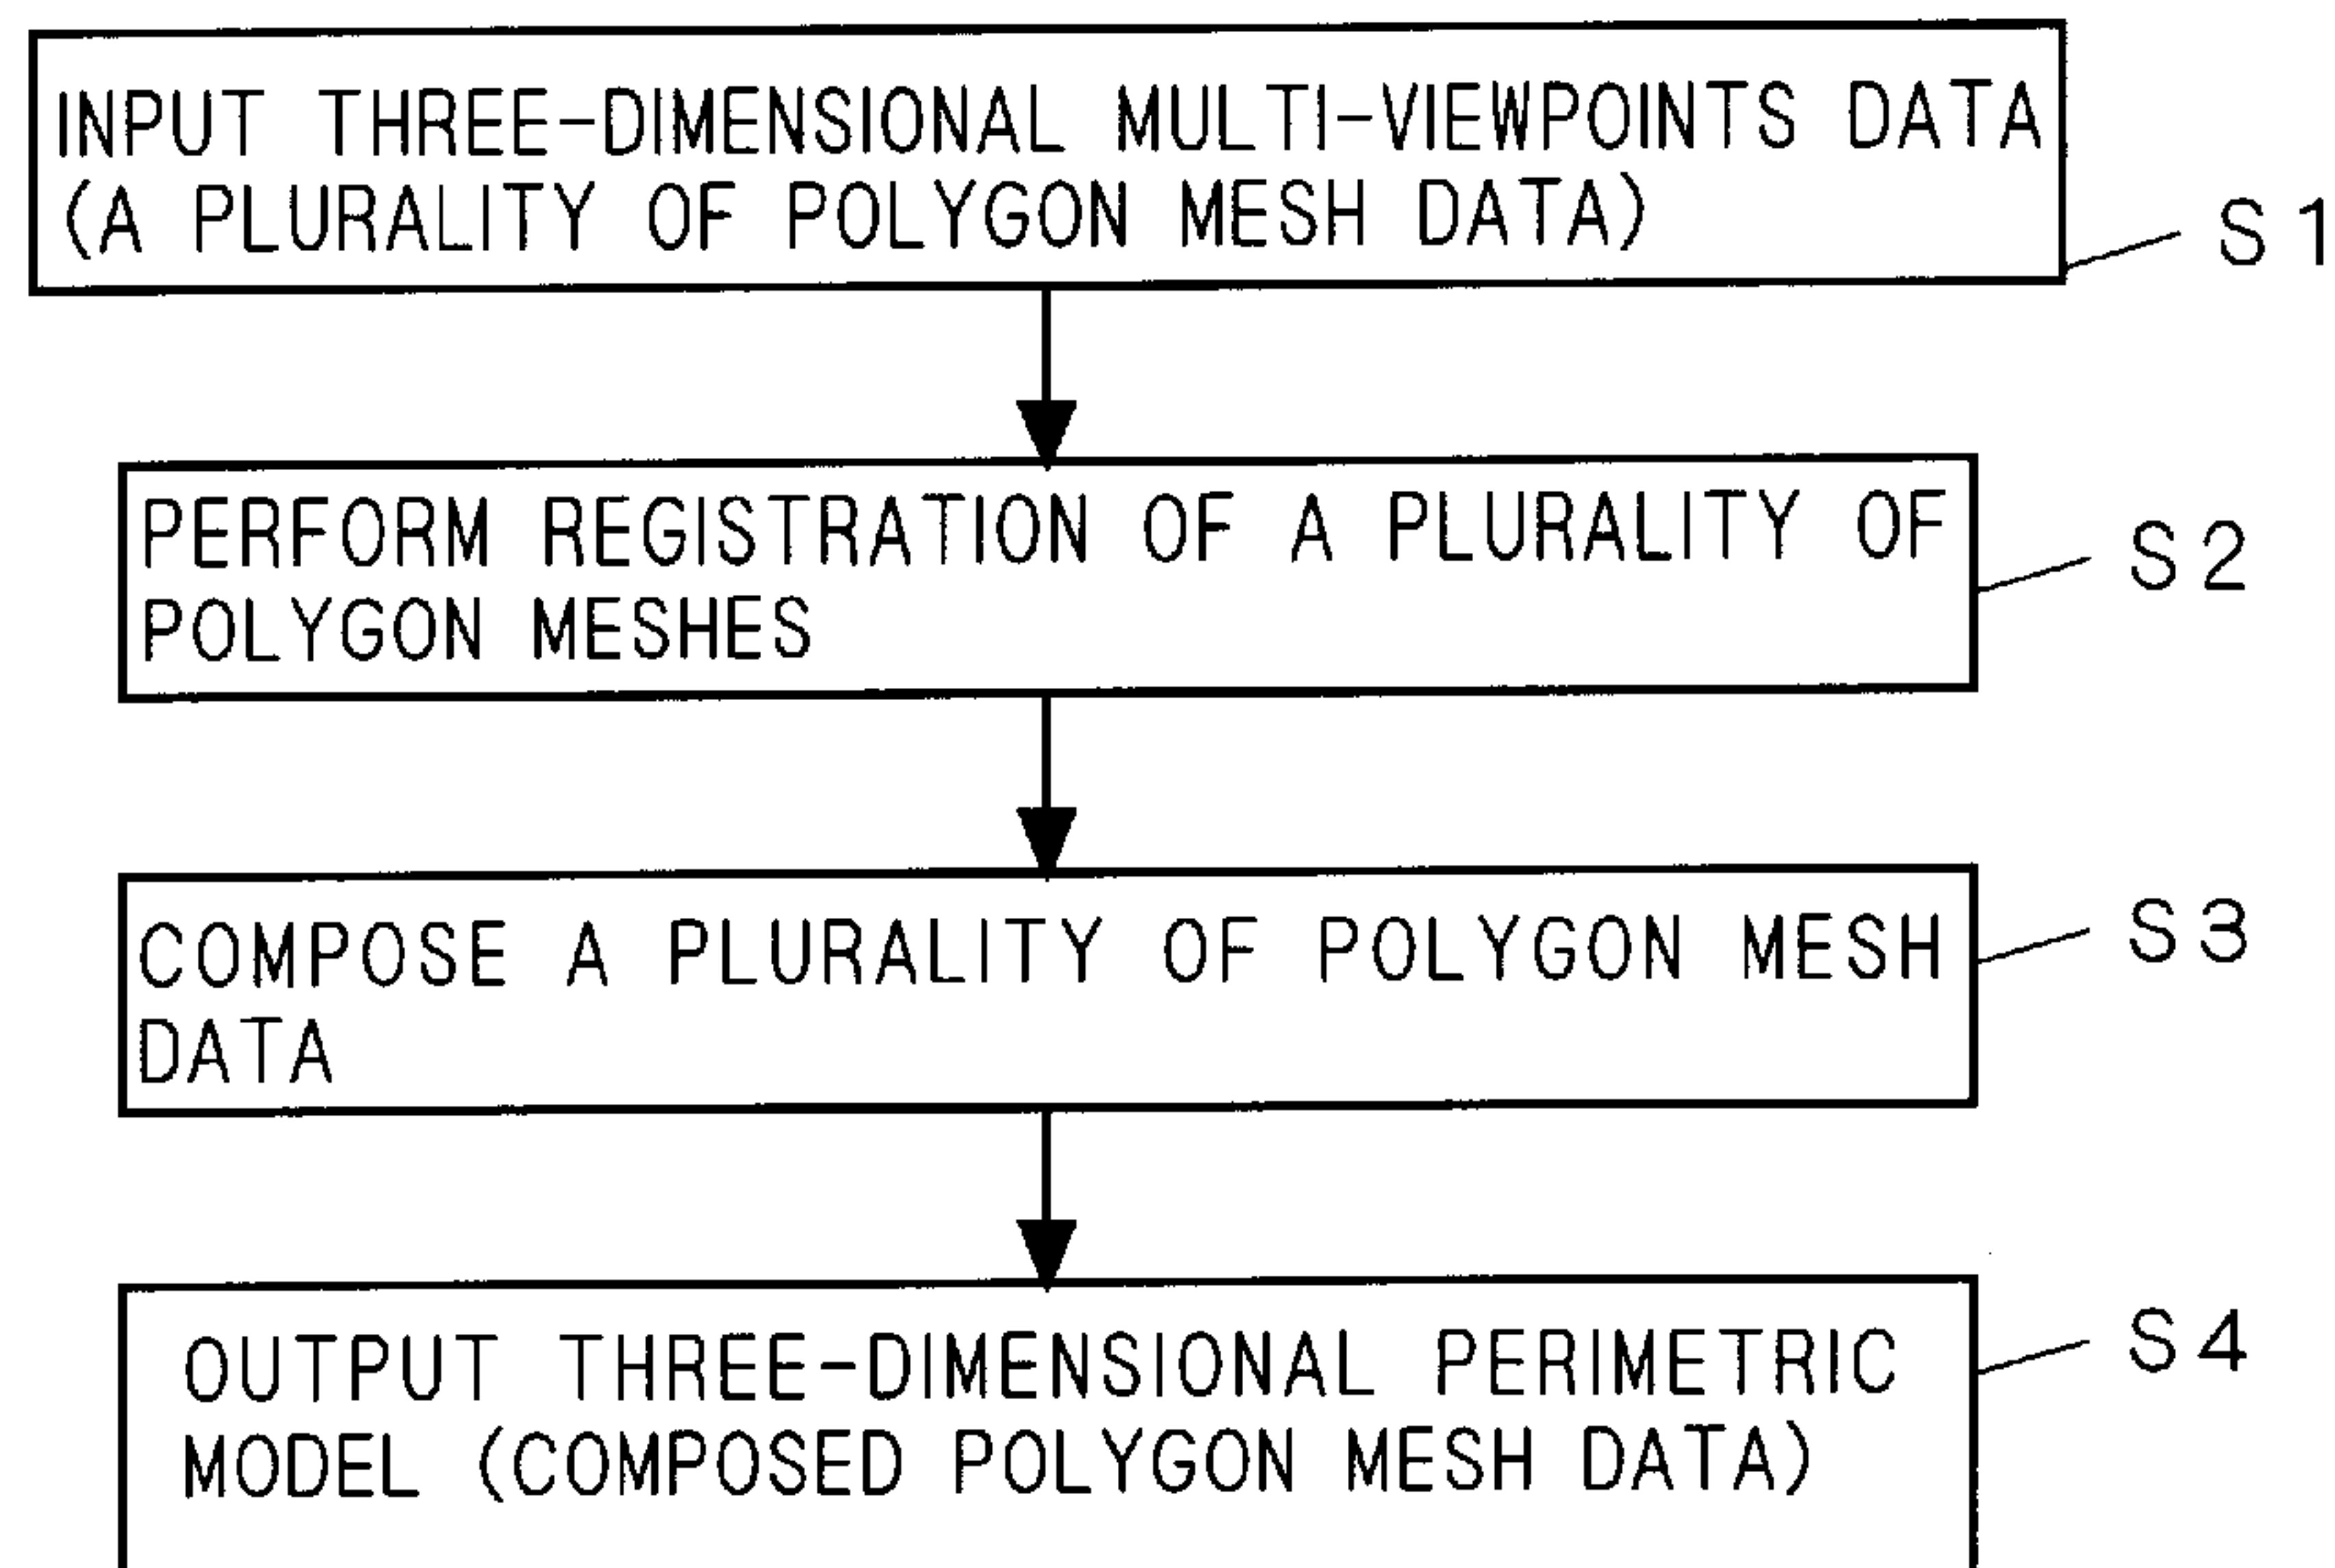 INPUT THREE-DIMENSIONAL MULTI-VIEWPOINTS DATA
(A PLURALITY OF POLYGON MESH DATA)
S1
PERFORM REGISTRATION OF A PLURALITY OF
POLYGON MESHES
S2
COMPOSE A PLURALITY OF POLYGON MESH
DATA
S3
OUTPUT THREE-DIMENSIONAL PERIMETRIC
MODEL (COMPOSED POLYGON MESH DATA)
S4